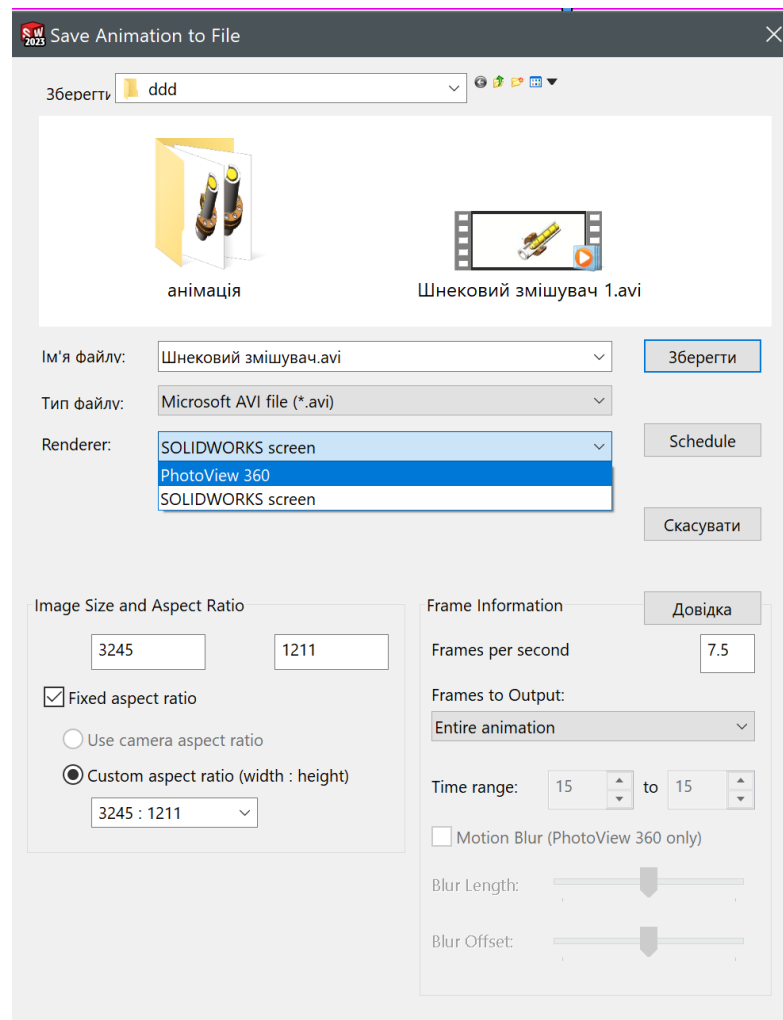 SW
2023
Save Animation to File
Зберегти
ddd
анімація
Шнековий змішувач 1.avi
Ім'я файлу:
Шнековий змішувач.avi
Зберегти
Тип файлу:
Microsoft AVI file (*.avi)
Renderer:
SOLIDWORKS screen
Schedule
PhotoView 360
SOLIDWORKS screen
Скасувати
Image Size and Aspect Ratio
Frame Information
Довідка
3245
1211
Frames per second
7.5
Fixed aspect ratio
Frames to Output:
Use camera aspect ratio
Entire animation
Custom aspect ratio (width : height)
Time range:
15
to
15
3245 : 1211
Motion Blur (PhotoView 360 only)
Blur Length:
Blur Offset: